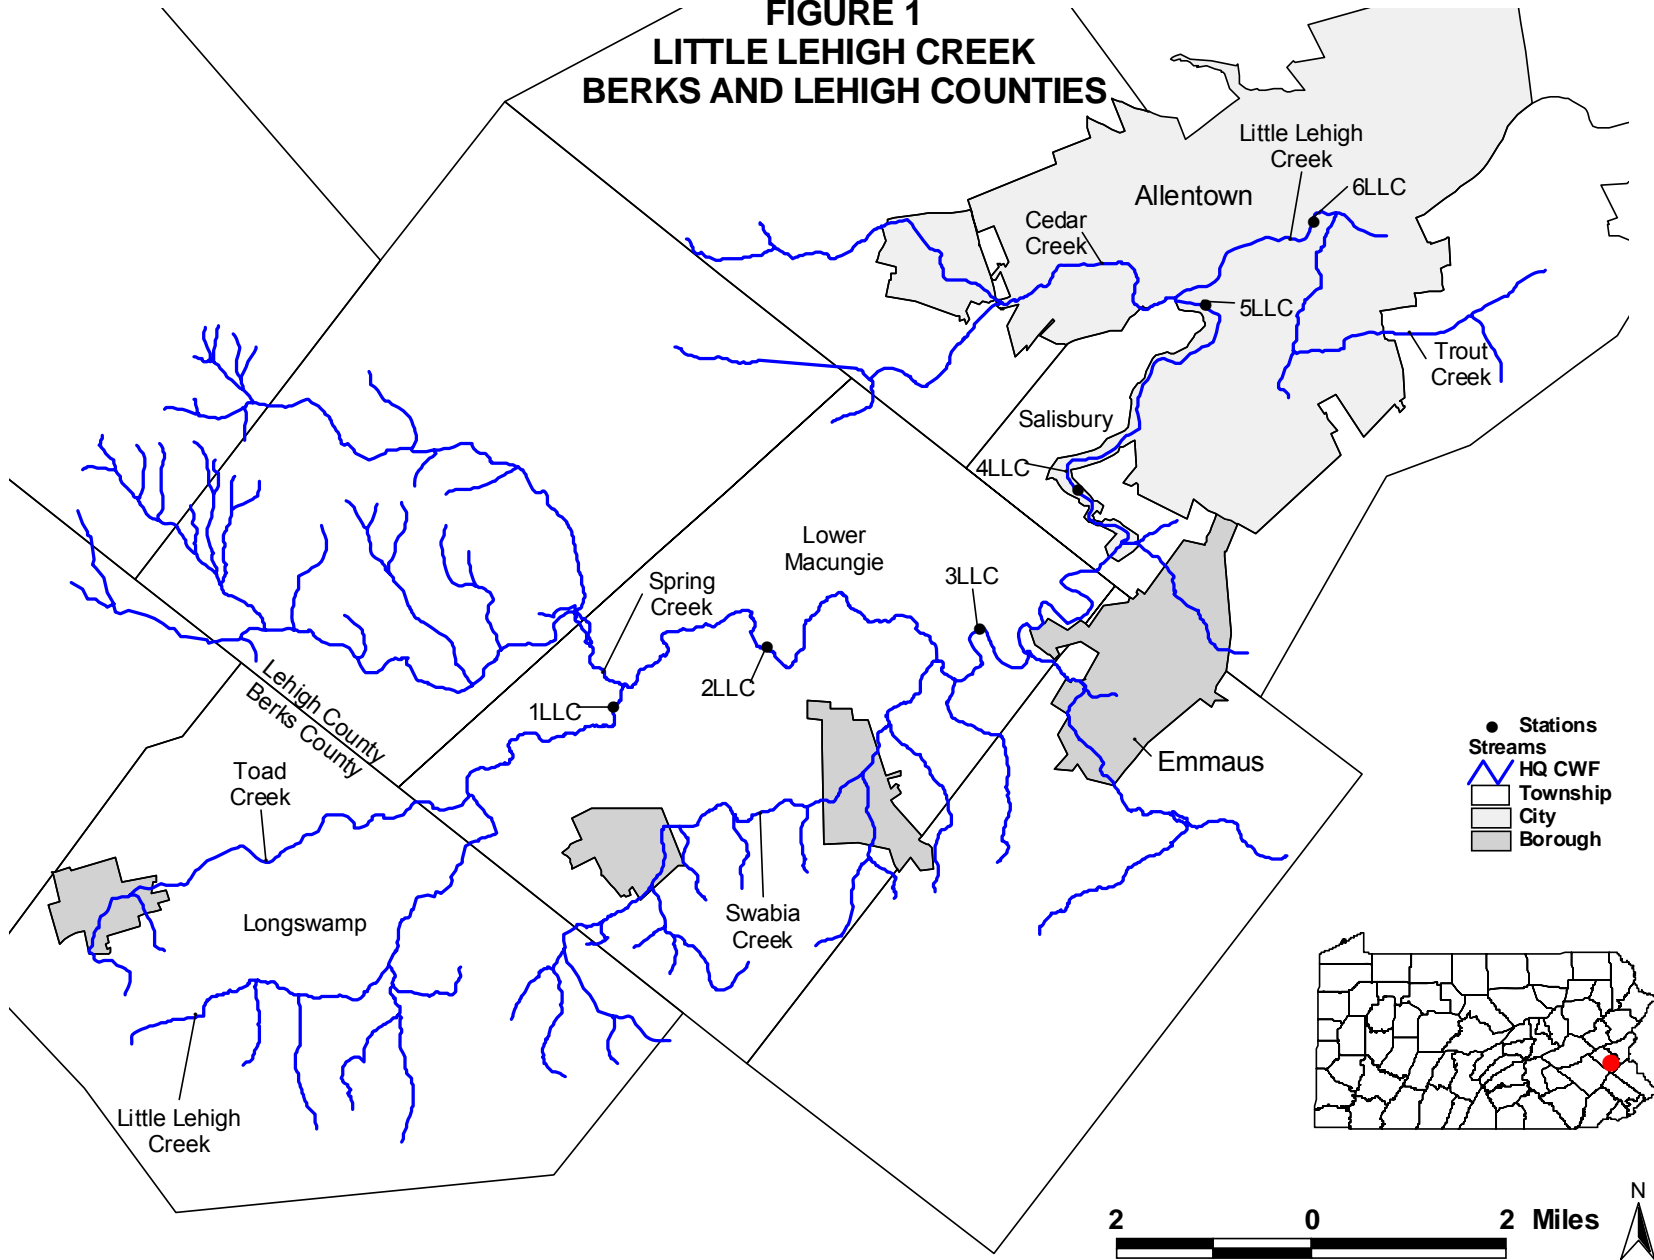 FIGURE 1
LITTLE LEHIGH CREEK
BERKS AND LEHIGH COUNTIES
Little Lehigh
Creek
6LLC
Allentown
Cedar
Creek
5LLC
Trout
Creek
Salisbury
4LLC
Lower
Macungie
3LLC
Spring
Creek
2LLC
1LLC
Lehigh County
Berks County
Emmaus
Toad
Creek
Longswamp
Swabia
Creek
Little Lehigh
Creek
Stations
Streams
HQ CWF
Township
City
Borough
N
2 0 2 Miles